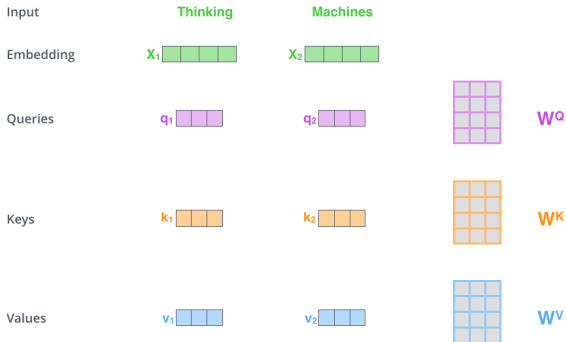 Input Thinking Machines
Embedding X1 X2
Queries q1 q2 WQ
Keys k1 k2 WK
Values v1 v2 WV